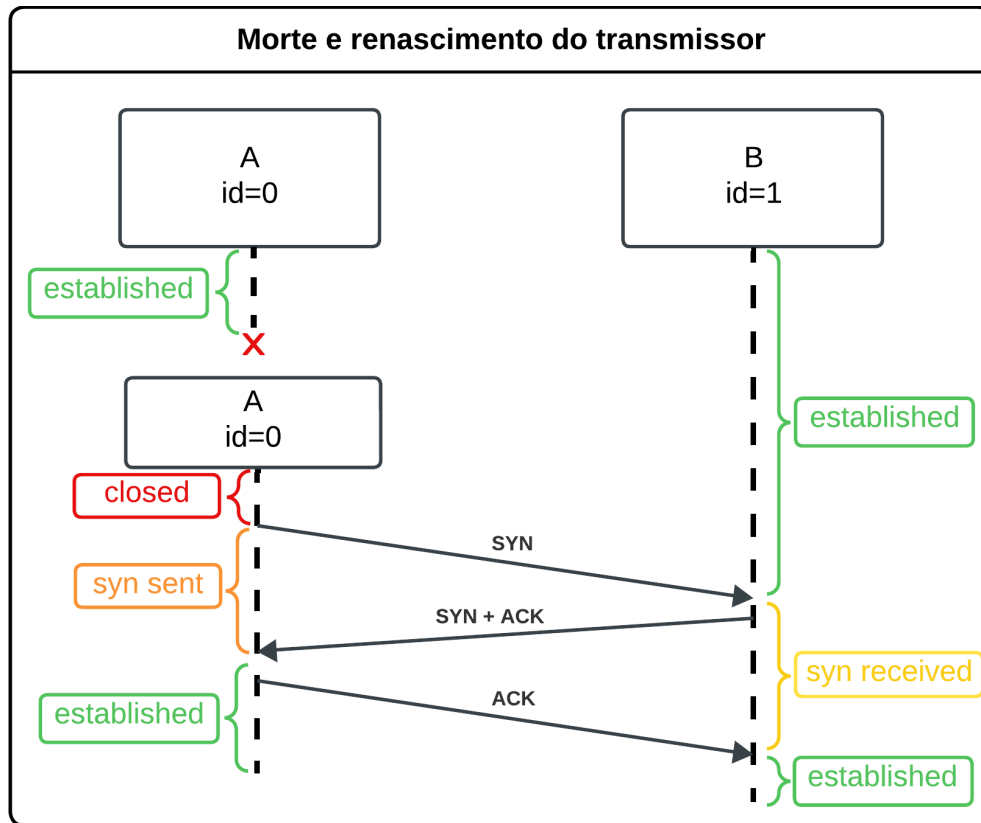 Morte e renascimento do transmissor
A
id=0
B
id=1
established
A
id=0
established
closed
SYN
syn sent
SYN + ACK
syn received
ACK
established
established